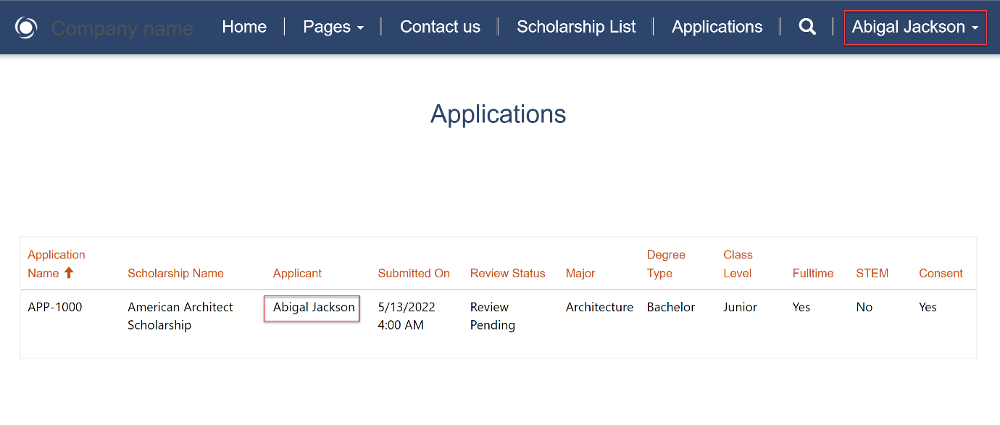 Company name Home Pages Contact us Scholarship List Applications Abigal Jackson
Applications
Application Name Scholarship Name Applicant Submitted On Review Status Major Degree Type Class Level Fulltime STEM Consent
APP-1000 American Architect Scholarship Abigal Jackson 5/13/2022 4:00 AM Review Pending Architecture Bachelor Junior Yes No Yes